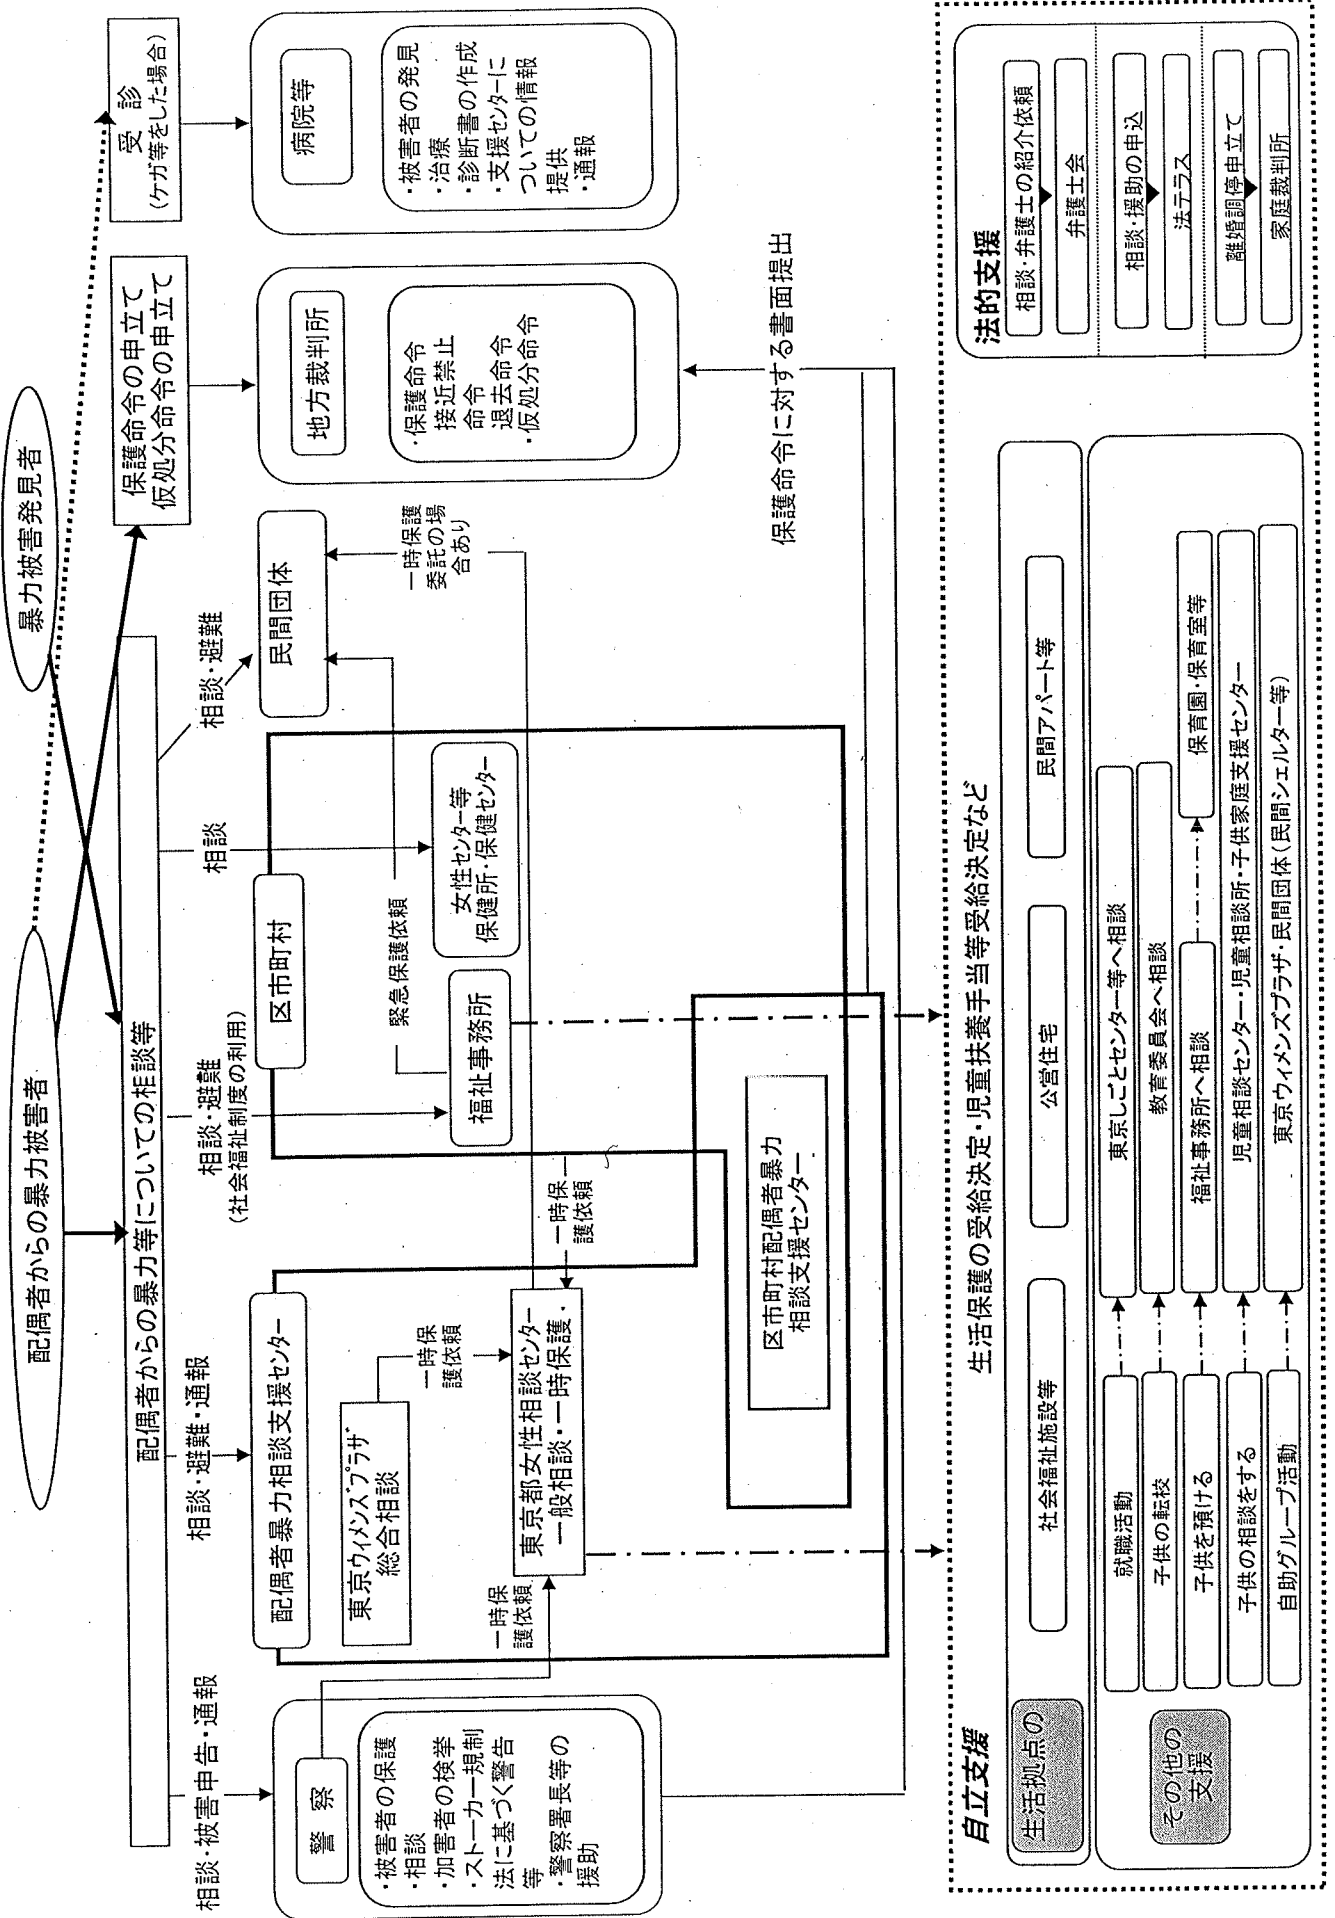 配偶者からの暴力被害者
暴力被害発見者
配偶者からの暴力等についての相談等
保護命令の申立て
仮処分命令の申立て
受 診
(ケガ等をした場合)
相談・被害申告・通報
相談・避難・通報
相談・避難
(社会福祉制度の利用)
相談
相談・避難
警 察
・被害者の保護
・相談
・加害者の検挙
・ストーカー規制
法に基づく警告
等
・警察署長等の
援助
配偶者暴力相談支援センター
東京ウィメンズプラザ
総合相談
一時保
護依頼
一時保
護依頼
東京都女性相談センター
一般相談・一時保護
一時保
護依頼
区市町村
福祉事務所
女性センター等
保健所・保健センター
緊急保護依頼
区市町村配偶者暴力
相談支援センター
民間団体
一時保護
委託の場
合あり
地方裁判所
・保護命令
接近禁止
命令
退去命令
・仮処分命令
病院等
・被害者の発見
・治療
・診断書の作成
・支援センターに
ついての情報
提供
・通報
保護命令に対する書面提出
自立支援
生活保護の受給決定・児童扶養手当等受給決定など
生活拠点の
社会福祉施設等
公営住宅
民間アパート等
その他の
支援
就職活動
東京しごとセンター等へ相談
子供の転校
教育委員会へ相談
子供を預ける
福祉事務所へ相談
保育園・保育室等
子供の相談をする
児童相談センター・児童相談所・子供家庭支援センター
自助グループ活動
東京ウィメンズプラザ・民間団体(民間シェルター等)
法的支援
相談・弁護士の紹介依頼
弁護士会
相談・援助の申込
法テラス
離婚調停申立て
家庭裁判所